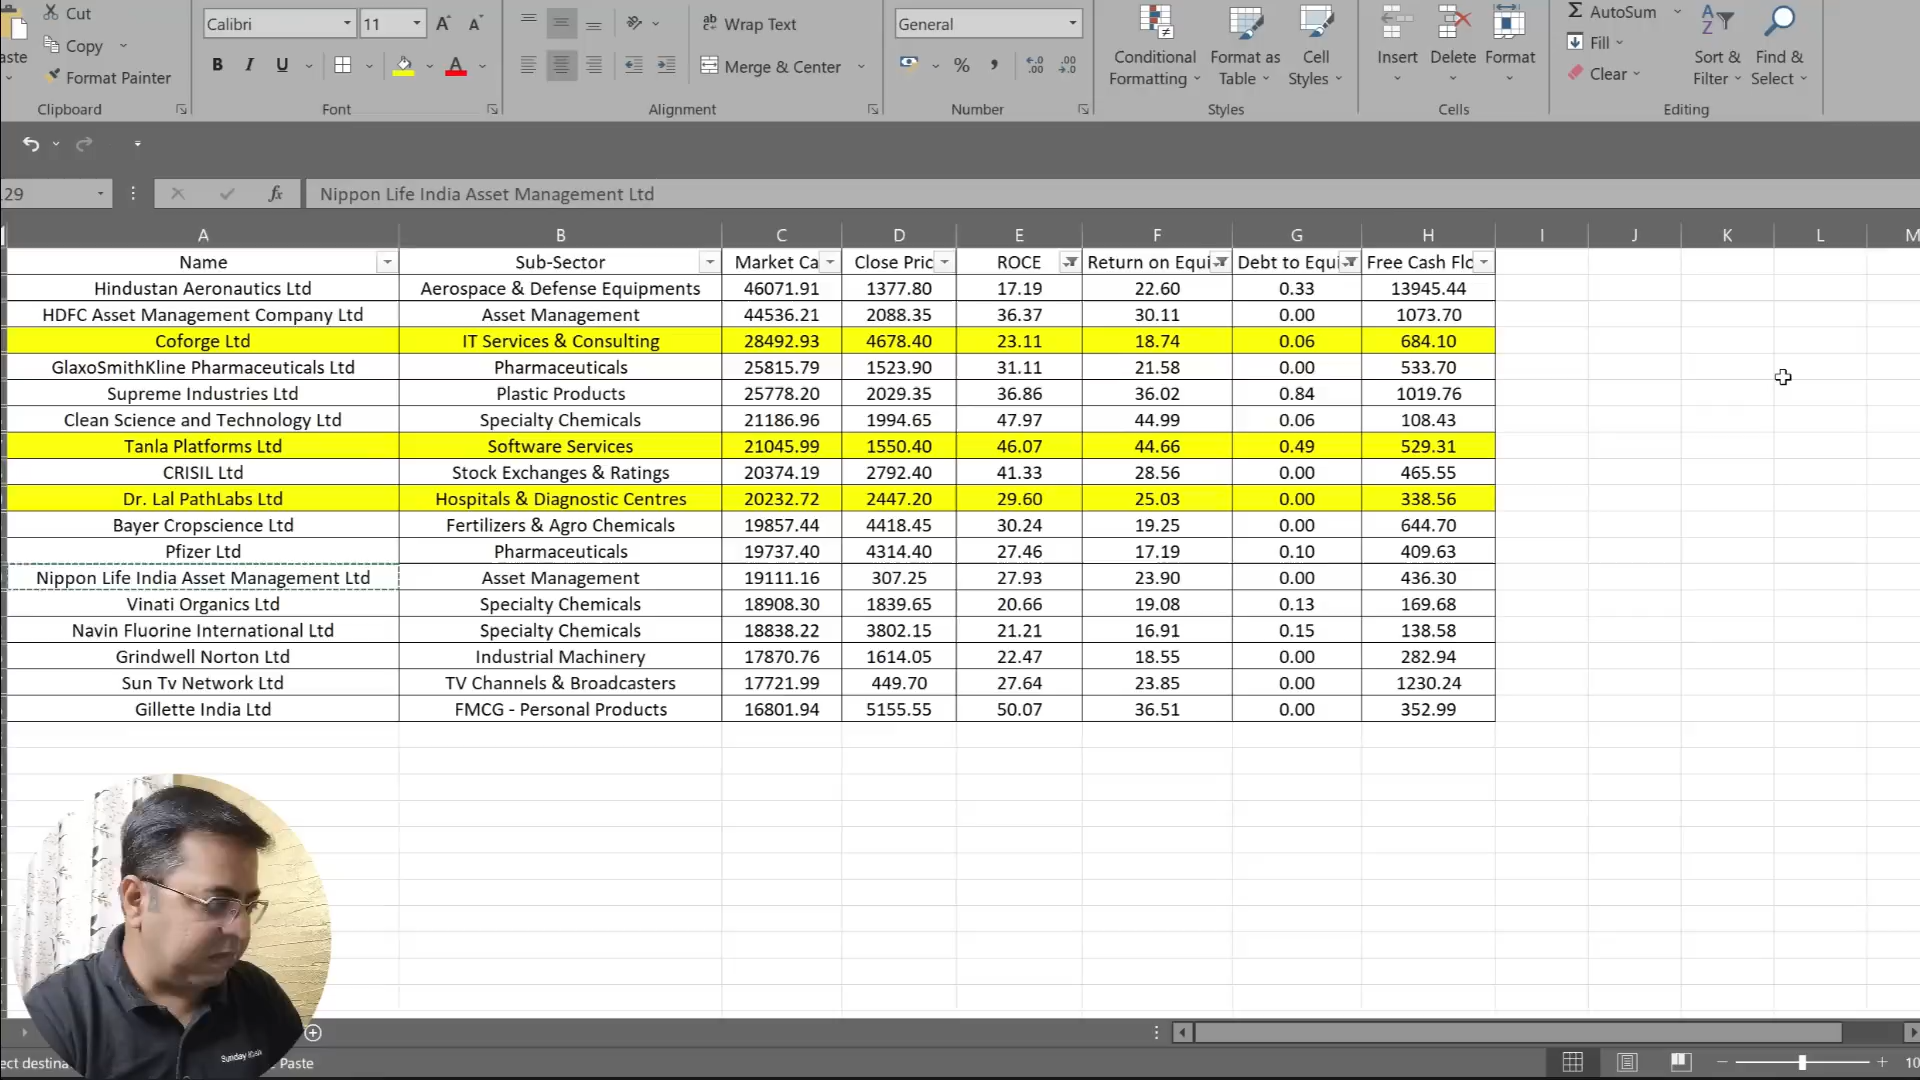 Cut
Calibri 11
Wrap Text
General
Conditional Formatting
Format as Table
Cell Styles
Insert Delete Format
AutoSum
Fill
Clear
Sort & Filter
Find & Select
Copy
Format Painter
B I U
Merge & Center
Clipboard Font Alignment Number Styles Cells Editing
29 fx Nippon Life India Asset Management Ltd
A B C D E F G H I J K L M
Name Sub-Sector Market Ca Close Pric ROCE Return on Equi Debt to Equi Free Cash Flo
Hindustan Aeronautics Ltd Aerospace & Defense Equipments 46071.91 1377.80 17.19 22.60 0.33 13945.44
HDFC Asset Management Company Ltd Asset Management 44536.21 2088.35 36.37 30.11 0.00 1073.70
Coforge Ltd IT Services & Consulting 28492.93 4678.40 23.11 18.74 0.06 684.10
GlaxoSmithKline Pharmaceuticals Ltd Pharmaceuticals 25815.79 1523.90 31.11 21.58 0.00 533.70
Supreme Industries Ltd Plastic Products 25778.20 2029.35 36.86 36.02 0.84 1019.76
Clean Science and Technology Ltd Specialty Chemicals 21186.96 1994.65 47.97 44.99 0.06 108.43
Tanla Platforms Ltd Software Services 21045.99 1550.40 46.07 44.66 0.49 529.31
CRISIL Ltd Stock Exchanges & Ratings 20374.19 2792.40 41.33 28.56 0.00 465.55
Dr. Lal PathLabs Ltd Hospitals & Diagnostic Centres 20232.72 2447.20 29.60 25.03 0.00 338.56
Bayer Cropscience Ltd Fertilizers & Agro Chemicals 19857.44 4418.45 30.24 19.25 0.00 644.70
Pfizer Ltd Pharmaceuticals 19737.40 4314.40 27.46 17.19 0.10 409.63
Nippon Life India Asset Management Ltd Asset Management 19111.16 307.25 27.93 23.90 0.00 436.30
Vinati Organics Ltd Specialty Chemicals 18908.30 1839.65 20.66 19.08 0.13 169.68
Navin Fluorine International Ltd Specialty Chemicals 18838.22 3802.15 21.21 16.91 0.15 138.58
Grindwell Norton Ltd Industrial Machinery 17870.76 1614.05 22.47 18.55 0.00 282.94
Sun Tv Network Ltd TV Channels & Broadcasters 17721.99 449.70 27.64 23.85 0.00 1230.24
Gillette India Ltd FMCG - Personal Products 16801.94 5155.55 50.07 36.51 0.00 352.99
Paste 10